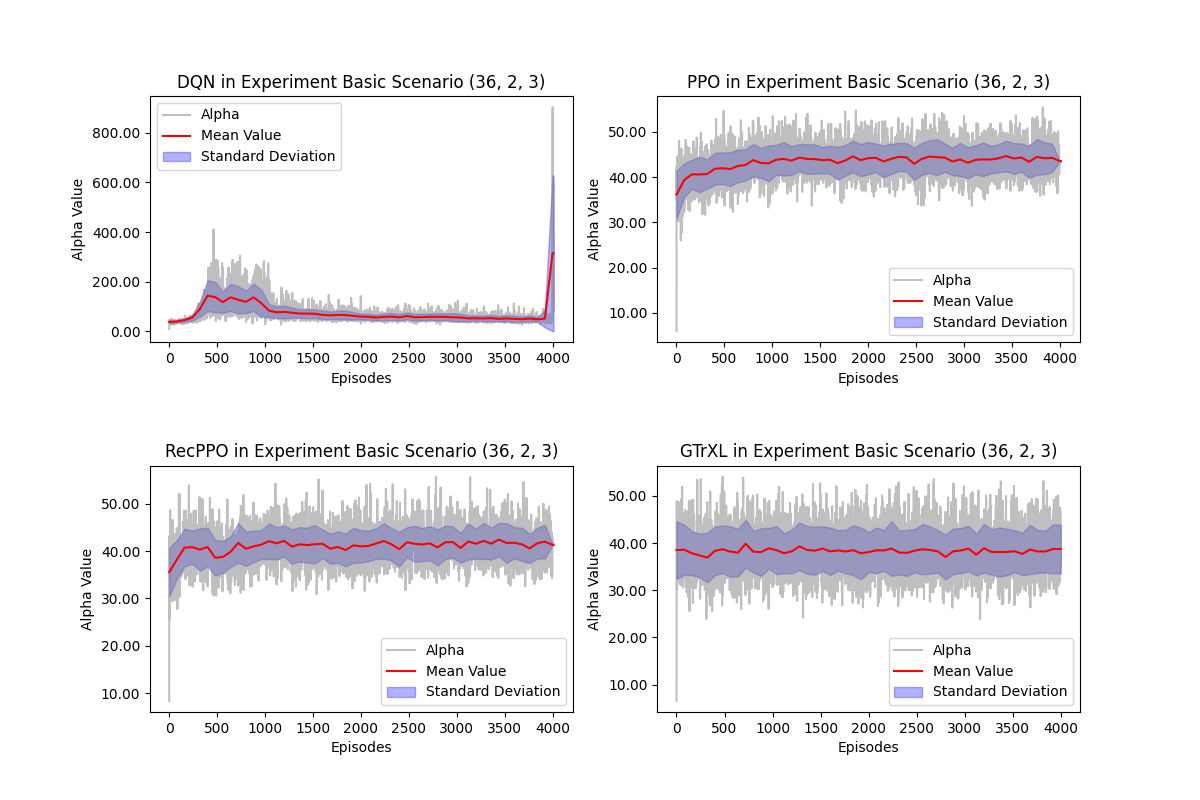 DQN in Experiment Basic Scenario (36, 2, 3)
Alpha
Mean Value
Standard Deviation
800.00
600.00
400.00
200.00
0.00
Alpha Value
0 500 1000 1500 2000 2500 3000 3500 4000
Episodes
PPO in Experiment Basic Scenario (36, 2, 3)
50.00
40.00
30.00
20.00
10.00
Alpha Value
Alpha
Mean Value
Standard Deviation
0 500 1000 1500 2000 2500 3000 3500 4000
Episodes
RecPPO in Experiment Basic Scenario (36, 2, 3)
50.00
40.00
30.00
20.00
10.00
Alpha Value
Alpha
Mean Value
Standard Deviation
0 500 1000 1500 2000 2500 3000 3500 4000
Episodes
GTrXL in Experiment Basic Scenario (36, 2, 3)
50.00
40.00
30.00
20.00
10.00
Alpha Value
Alpha
Mean Value
Standard Deviation
0 500 1000 1500 2000 2500 3000 3500 4000
Episodes